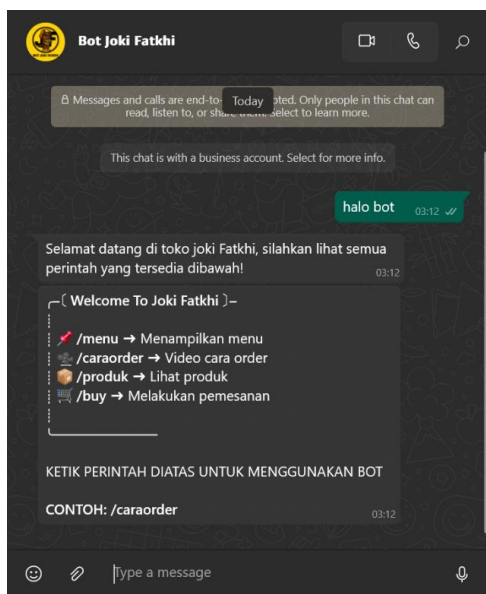 Bot Joki Fatkhi
Messages and calls are end-to- Today pted. Only people in this chat can
read, listen to, or share them. Select to learn more.
This chat is with a business account. Select for more info.
halo bot 03:12
Selamat datang di toko joki Fatkhi, silahkan lihat semua
perintah yang tersedia dibawah! 03:12
╭─❲ Welcome To Joki Fatkhi ❳–
📌 /menu → Menampilkan menu
📽️ /caraorder → Video cara order
📦 /produk → Lihat produk
🛒 /buy → Melakukan pemesanan
KETIK PERINTAH DIATAS UNTUK MENGGUNAKAN BOT
CONTOH: /caraorder 03:12
Type a message